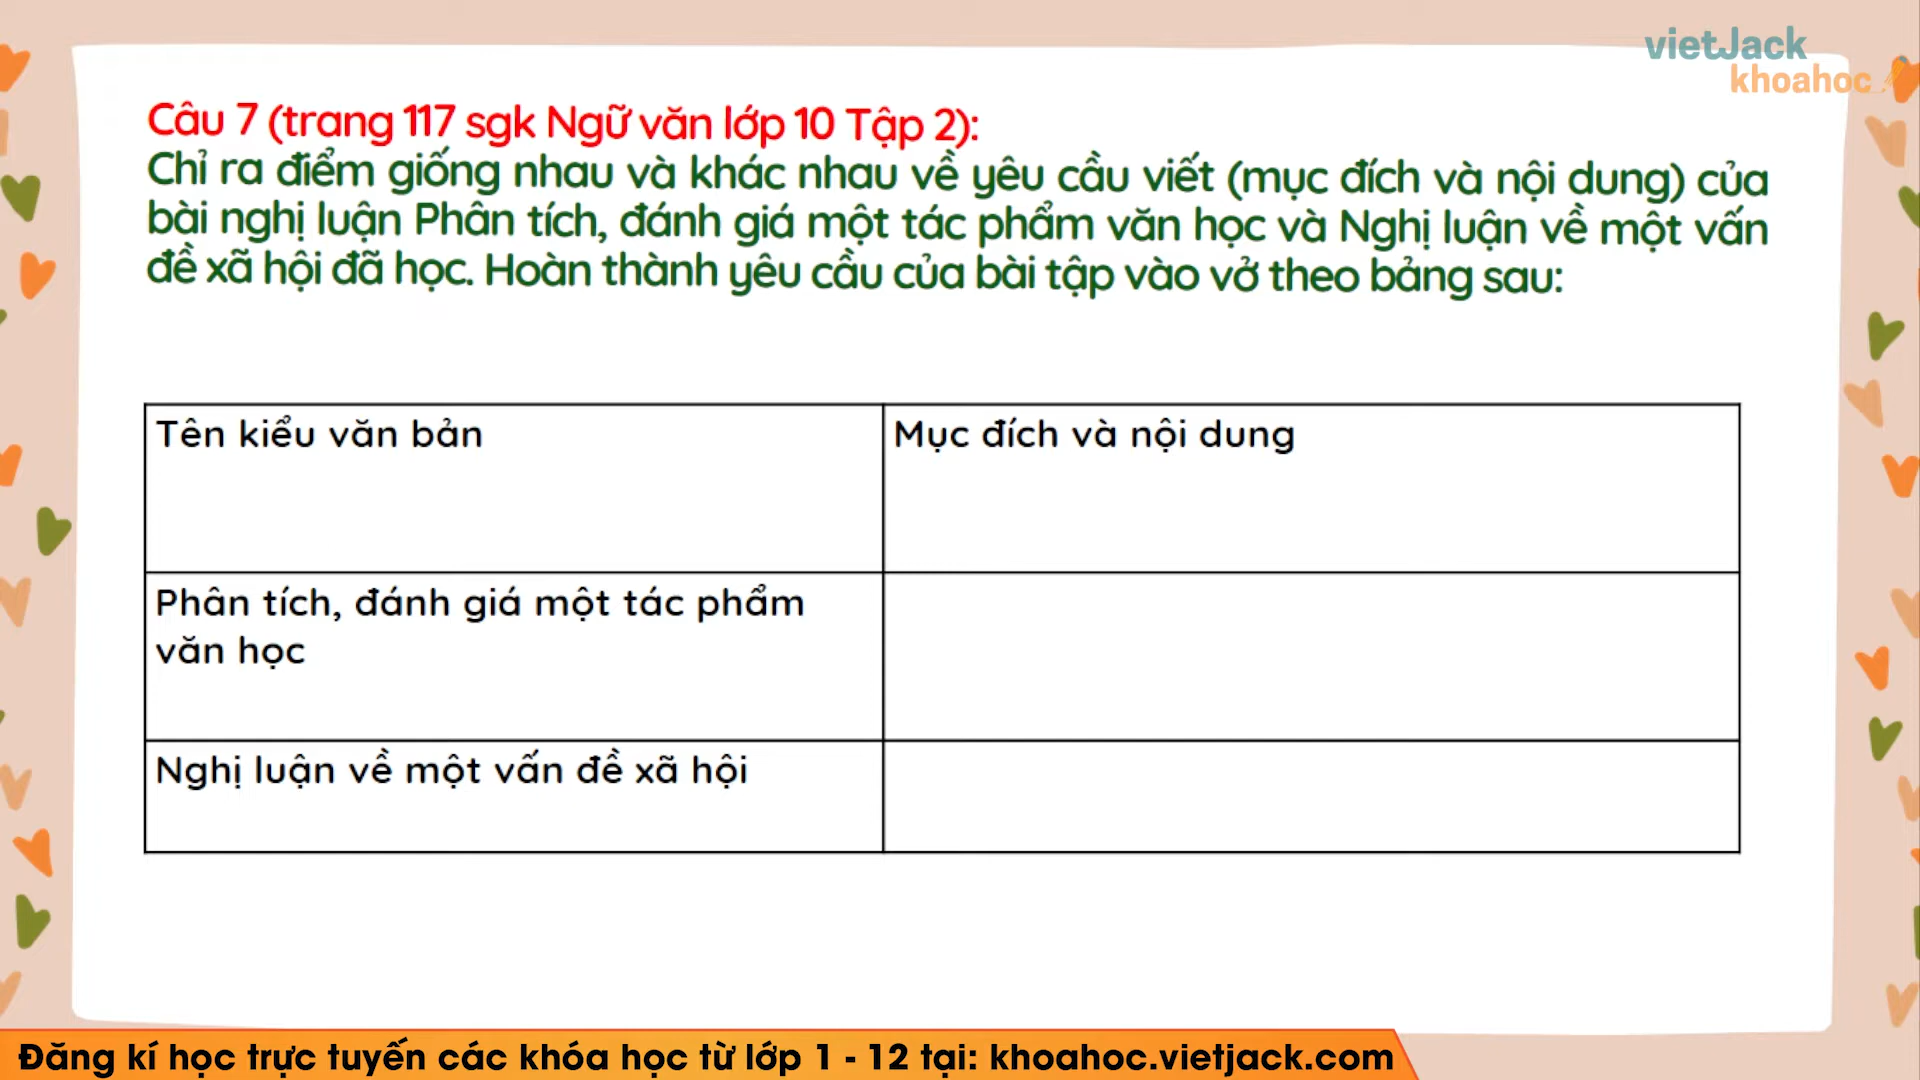 vietJack
khoahoc
Câu 7 (trang 117 sgk Ngữ văn lớp 10 Tập 2):
Chỉ ra điểm giống nhau và khác nhau về yêu cầu viết (mục đích và nội dung) của
bài nghị luận Phân tích, đánh giá một tác phẩm văn học và Nghị luận về một vấn
đề xã hội đã học. Hoàn thành yêu cầu của bài tập vào vở theo bảng sau:
Tên kiểu văn bản
Mục đích và nội dung
Phân tích, đánh giá một tác phẩm
văn học
Nghị luận về một vấn đề xã hội
Đăng kí học trực tuyến các khóa học từ lớp 1 - 12 tại: khoahoc.vietjack.com